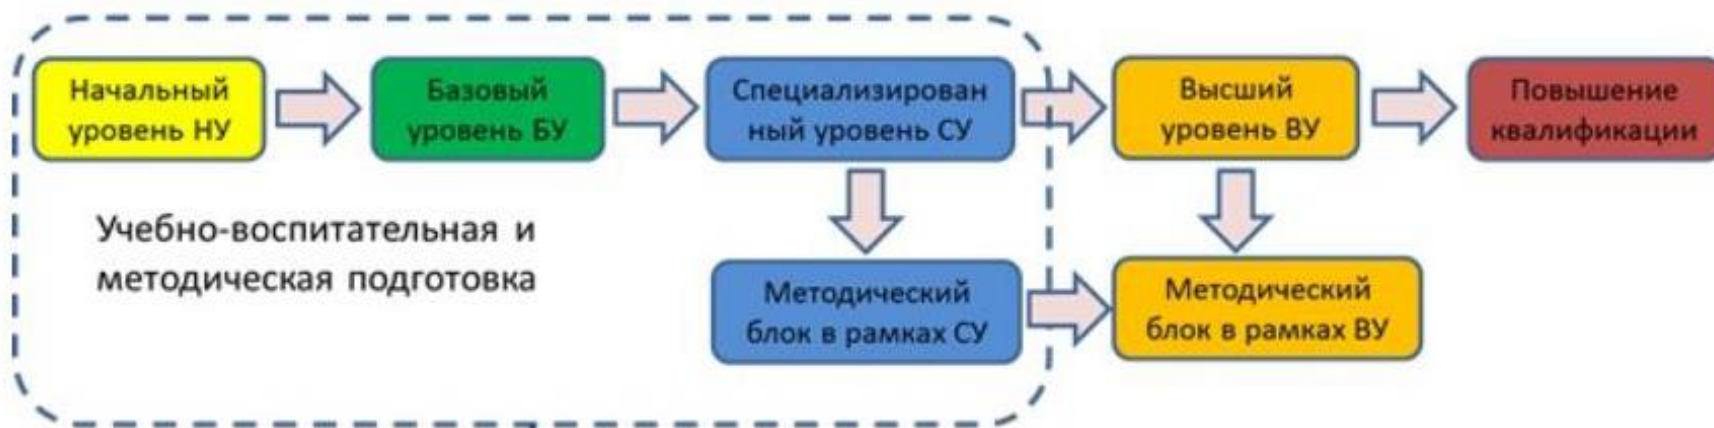 Начальный
уровень НУ
Базовый
уровень БУ
Специализирован
ный уровень СУ
Высший
уровень ВУ
Повышение
квалификации
Учебно-воспитательная и
методическая подготовка
Методический
блок в рамках СУ
Методический
блок в рамках ВУ